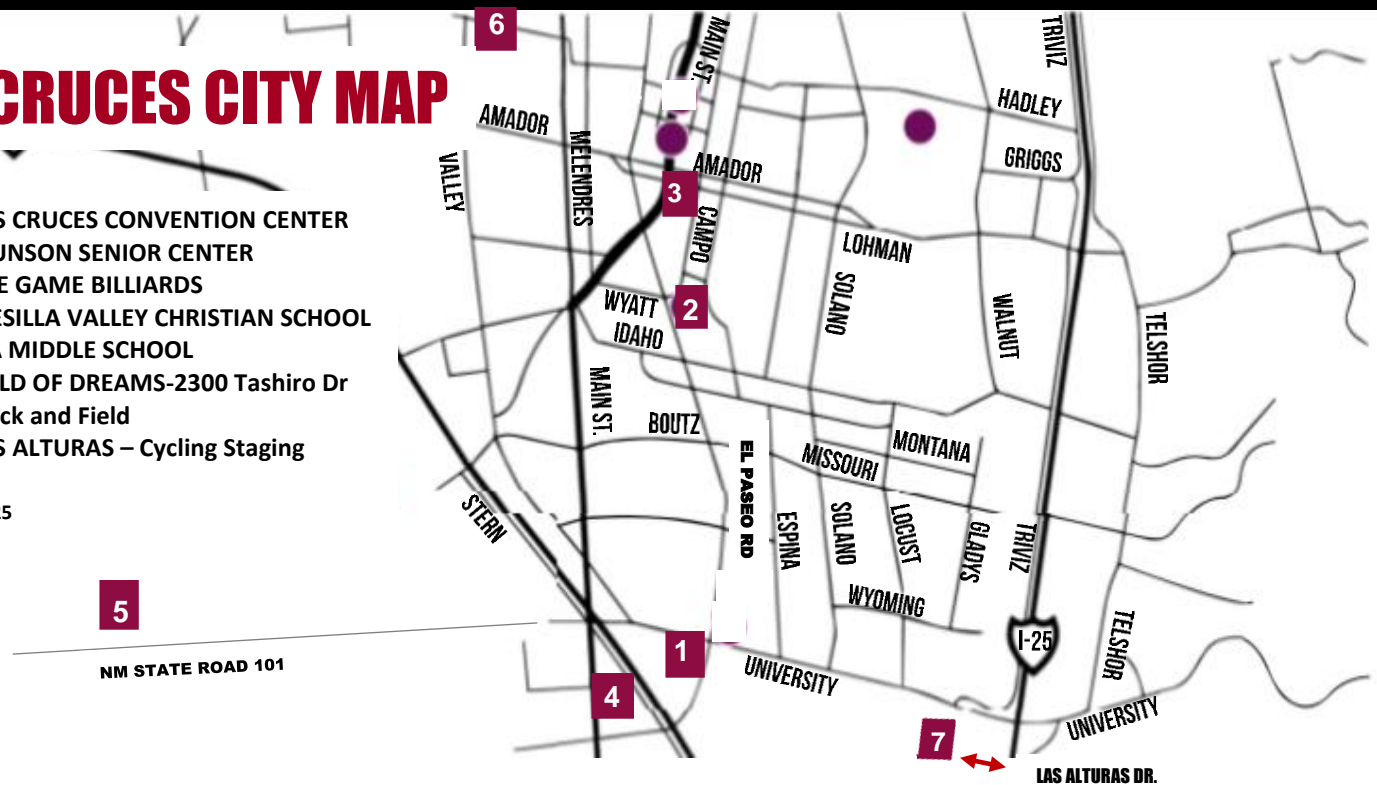 6
CRUCES CITY MAP
MAIN ST.
TRIVIZ
HADLEY
AMADOR
MELENDRES
VALLEY
AMADOR
GRIGGS
3
CAMPO
S CRUCES CONVENTION CENTER
UNSON SENIOR CENTER
E GAME BILLIARDS
ESILLA VALLEY CHRISTIAN SCHOOL
A MIDDLE SCHOOL
LD OF DREAMS-2300 Tashiro Dr
ck and Field
S ALTURAS – Cycling Staging
25
LOHMAN
SOLANO
WYATT
2
IDAHO
WALNUT
TELSHOR
MAIN ST.
BOUTZ
MONTANA
MISSOURI
EL PASEO RD
STERN
ESPINA
SOLANO
LOCUST
GLADYS
TRIVIZ
WYOMING
5
NM STATE ROAD 101
1
I-25
TELSHOR
UNIVERSITY
4
UNIVERSITY
7
LAS ALTURAS DR.